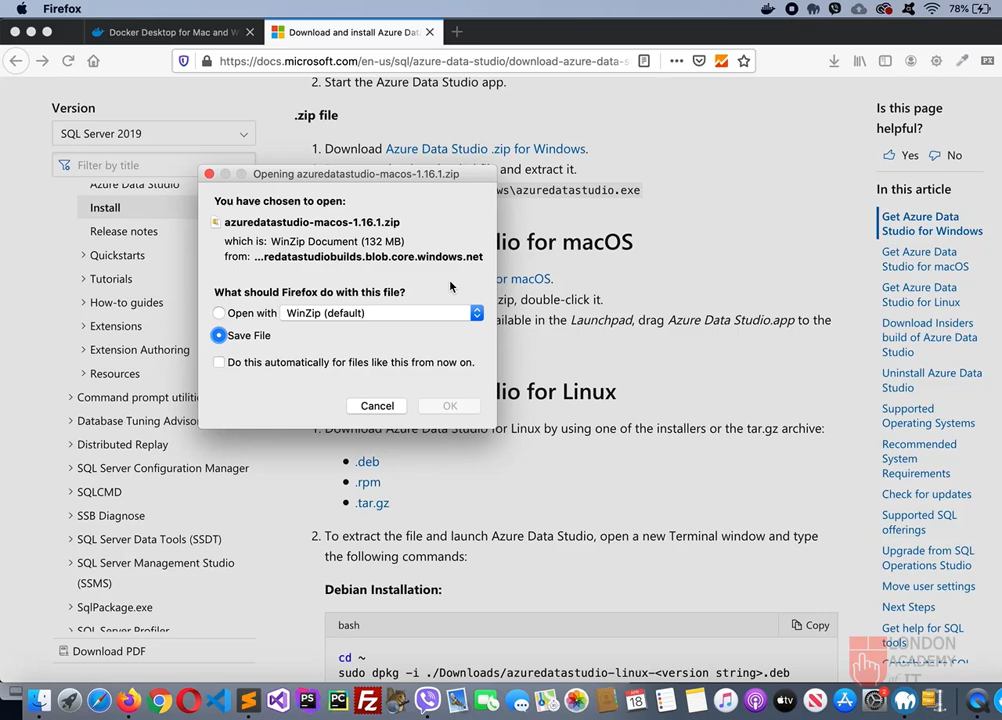 Firefox
78%
Docker Desktop for Mac and W
Download and install Azure Dat
https://docs.microsoft.com/en-us/sql/azure-data-studio/download-azure-data-s
2. Start the Azure Data Studio app.
Version
SQL Server 2019
Filter by title
Azure Data Studio
Install
Release notes
Quickstarts
Tutorials
How-to guides
Extensions
Extension Authoring
Resources
Command prompt utiliti
Database Tuning Adviso
Distributed Replay
SQL Server Configuration Manager
SQLCMD
SSB Diagnose
SQL Server Data Tools (SSDT)
SQL Server Management Studio
(SSMS)
SqlPackage.exe
SQL Server Profiler
Download PDF
.zip file
1. Download Azure Data Studio .zip for Windows.
file and extract it.
ws\azuredatastudio.exe
Opening azuredatastudio-macos-1.16.1.zip
You have chosen to open:
azuredatastudio-macos-1.16.1.zip
which is: WinZip Document (132 MB)
from: ...redatastudiobuilds.blob.core.windows.net
What should Firefox do with this file?
Open with WinZip (default)
Save File
Do this automatically for files like this from now on.
Cancel
OK
io for macOS
or macOS.
zip, double-click it.
ailable in the Launchpad, drag Azure Data Studio.app to the
io for Linux
1. Download Azure Data Studio for Linux by using one of the installers or the tar.gz archive:
.deb
.rpm
.tar.gz
2. To extract the file and launch Azure Data Studio, open a new Terminal window and type
the following commands:
Debian Installation:
bash
Copy
cd ~
sudo dpkg -i ./Downloads/azuredatastudio-linux-<version string>.deb
Is this page
helpful?
Yes
No
In this article
Get Azure Data
Studio for Windows
Get Azure Data
Studio for macOS
Get Azure Data
Studio for Linux
Download Insiders
build of Azure Data
Studio
Uninstall Azure Data
Studio
Supported
Operating Systems
Recommended
System
Requirements
Check for updates
Supported SQL
offerings
Upgrade from SQL
Operations Studio
Move user settings
Next Steps
Get help for SQL
tools
LONDON
ACADEMY
OF IT